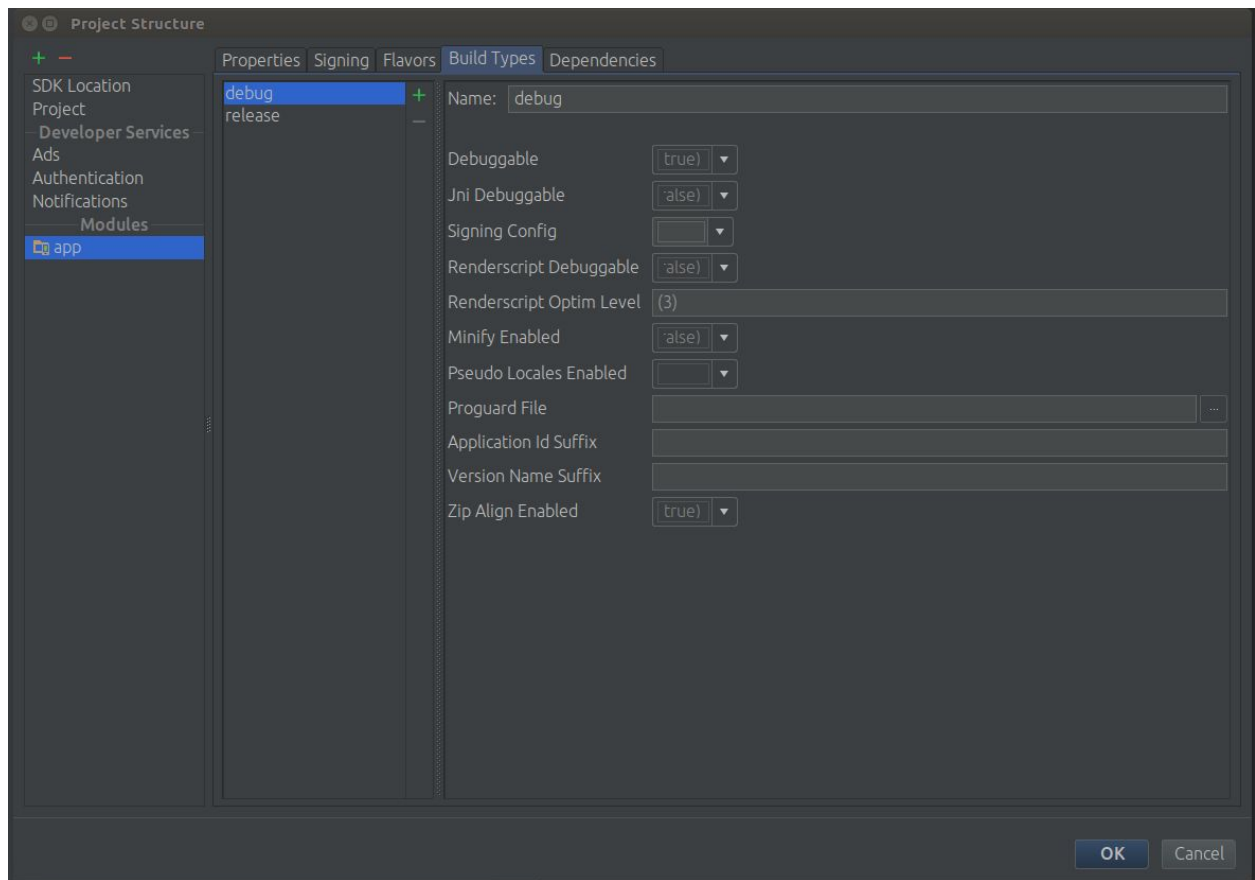 Project Structure
+ −
SDK Location
Project
Developer Services
Ads
Authentication
Notifications
Modules
app
Properties Signing Flavors Build Types Dependencies
debug
release
+
−
Name: debug
Debuggable true)
Jni Debuggable alse)
Signing Config
Renderscript Debuggable alse)
Renderscript Optim Level (3)
Minify Enabled alse)
Pseudo Locales Enabled
Proguard File ...
Application Id Suffix
Version Name Suffix
Zip Align Enabled true)
OK Cancel